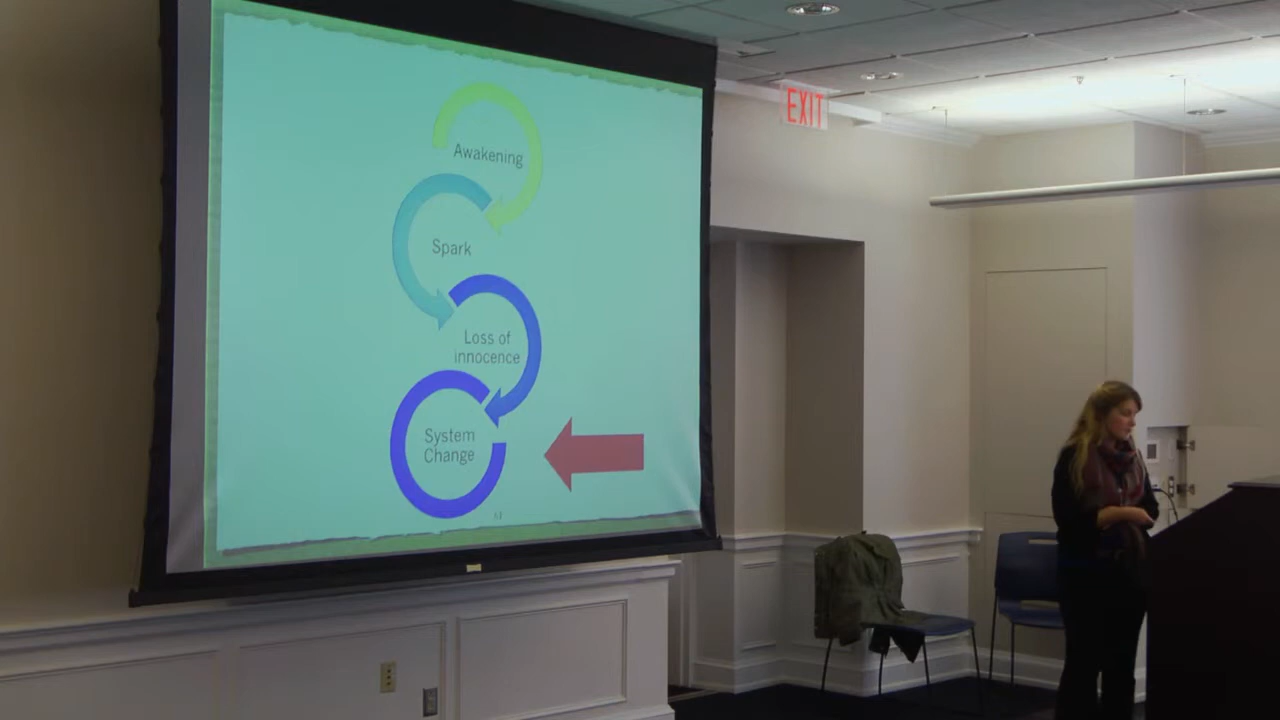 EXIT
Awakening
Spark
Loss of
innocence
System
Change